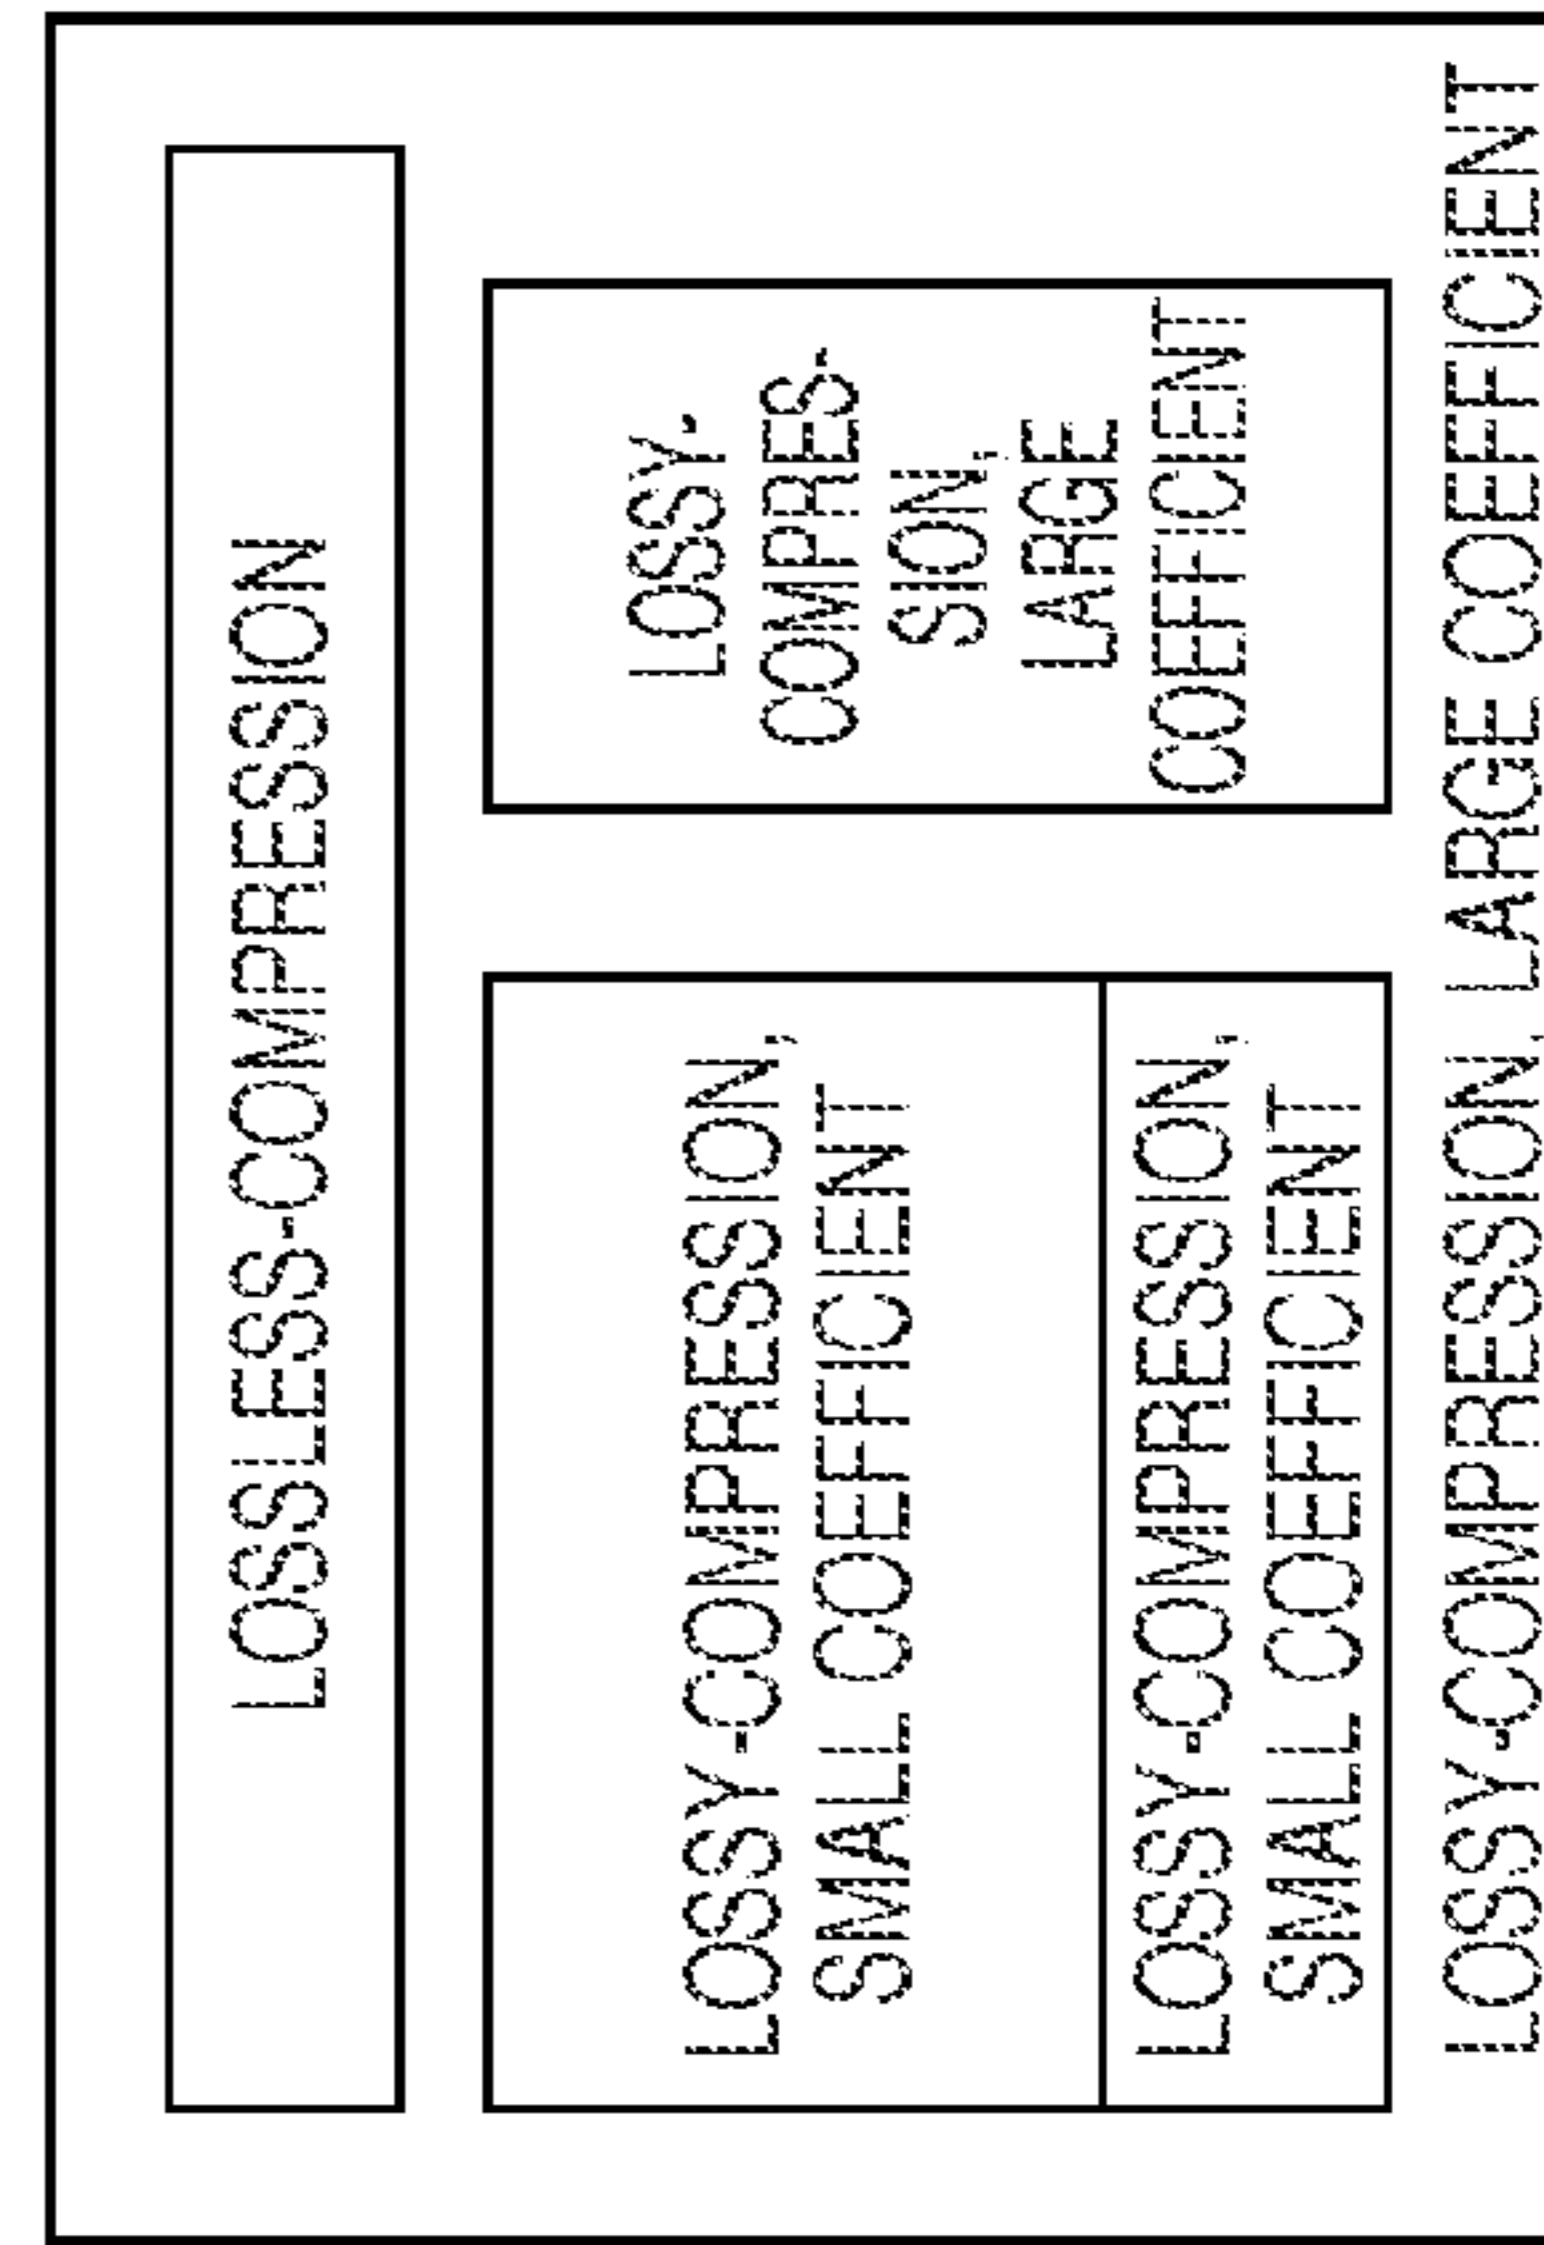 LOSSLESS-COMPRESSION
LOSSY-COMPRESSION,
SMALL COEFFICIENT
LOSSY-COMPRESSION,
SMALL COEFFICIENT
LOSSY-
COMPRES-
SION,
LARGE
COEFFICIENT
LOSSY-COMPRESSION, LARGE COEFFICIENT